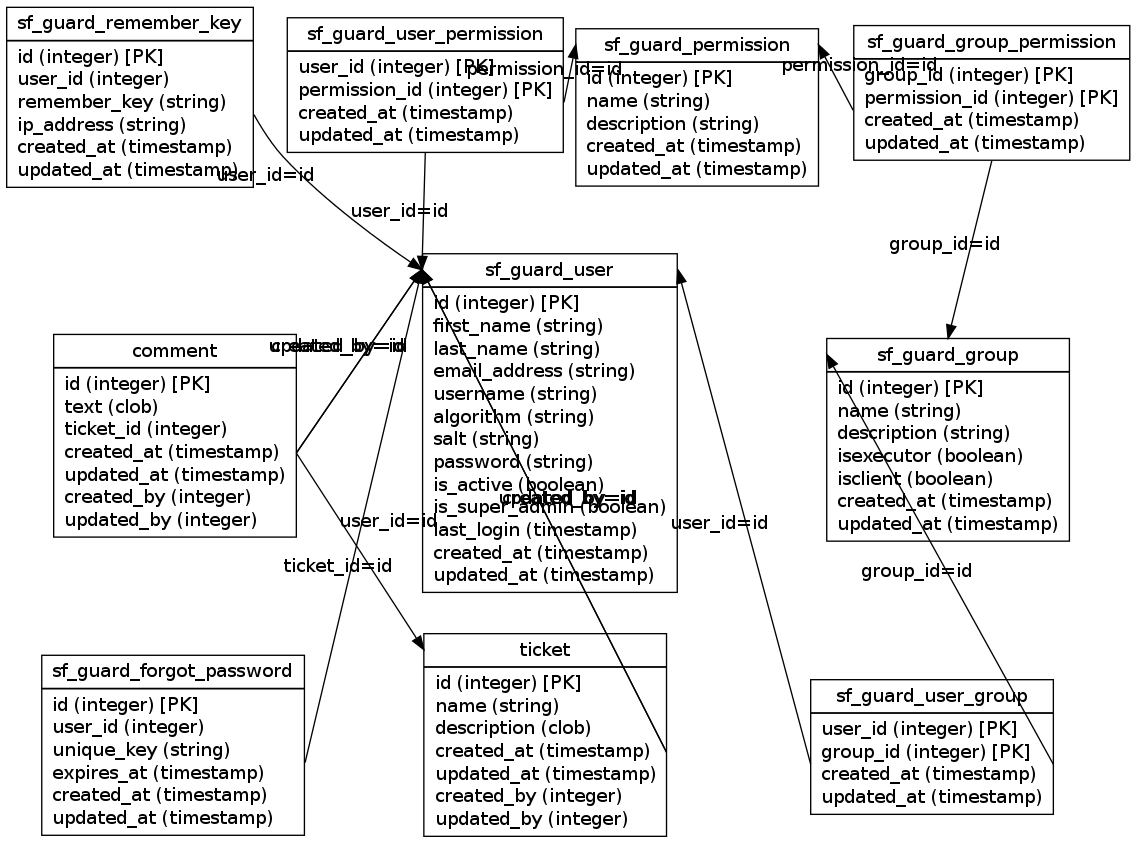 sf_guard_remember_key
id (integer) [PK]
user_id (integer)
remember_key (string)
ip_address (string)
created_at (timestamp)
updated_at (timestamp)
sf_guard_user_permission
user_id (integer) [PK]
permission_id (integer) [PK]
created_at (timestamp)
updated_at (timestamp)
permission_id=id
sf_guard_permission
id (integer) [PK]
name (string)
description (string)
created_at (timestamp)
updated_at (timestamp)
permission_id=id
sf_guard_group_permission
group_id (integer) [PK]
permission_id (integer) [PK]
created_at (timestamp)
updated_at (timestamp)
user_id=id
user_id=id
group_id=id
sf_guard_user
id (integer) [PK]
first_name (string)
last_name (string)
email_address (string)
username (string)
algorithm (string)
salt (string)
password (string)
is_active (boolean)
is_super_admin (boolean)
last_login (timestamp)
created_at (timestamp)
updated_at (timestamp)
comment
id (integer) [PK]
text (clob)
ticket_id (integer)
created_at (timestamp)
updated_at (timestamp)
created_by (integer)
updated_by (integer)
sf_guard_group
id (integer) [PK]
name (string)
description (string)
isexecutor (boolean)
isclient (boolean)
created_at (timestamp)
updated_at (timestamp)
created_by=id
user_id=id
user_id=id
ticket_id=id
group_id=id
sf_guard_forgot_password
id (integer) [PK]
user_id (integer)
unique_key (string)
expires_at (timestamp)
created_at (timestamp)
updated_at (timestamp)
ticket
id (integer) [PK]
name (string)
description (clob)
created_at (timestamp)
updated_at (timestamp)
created_by (integer)
updated_by (integer)
sf_guard_user_group
user_id (integer) [PK]
group_id (integer) [PK]
created_at (timestamp)
updated_at (timestamp)